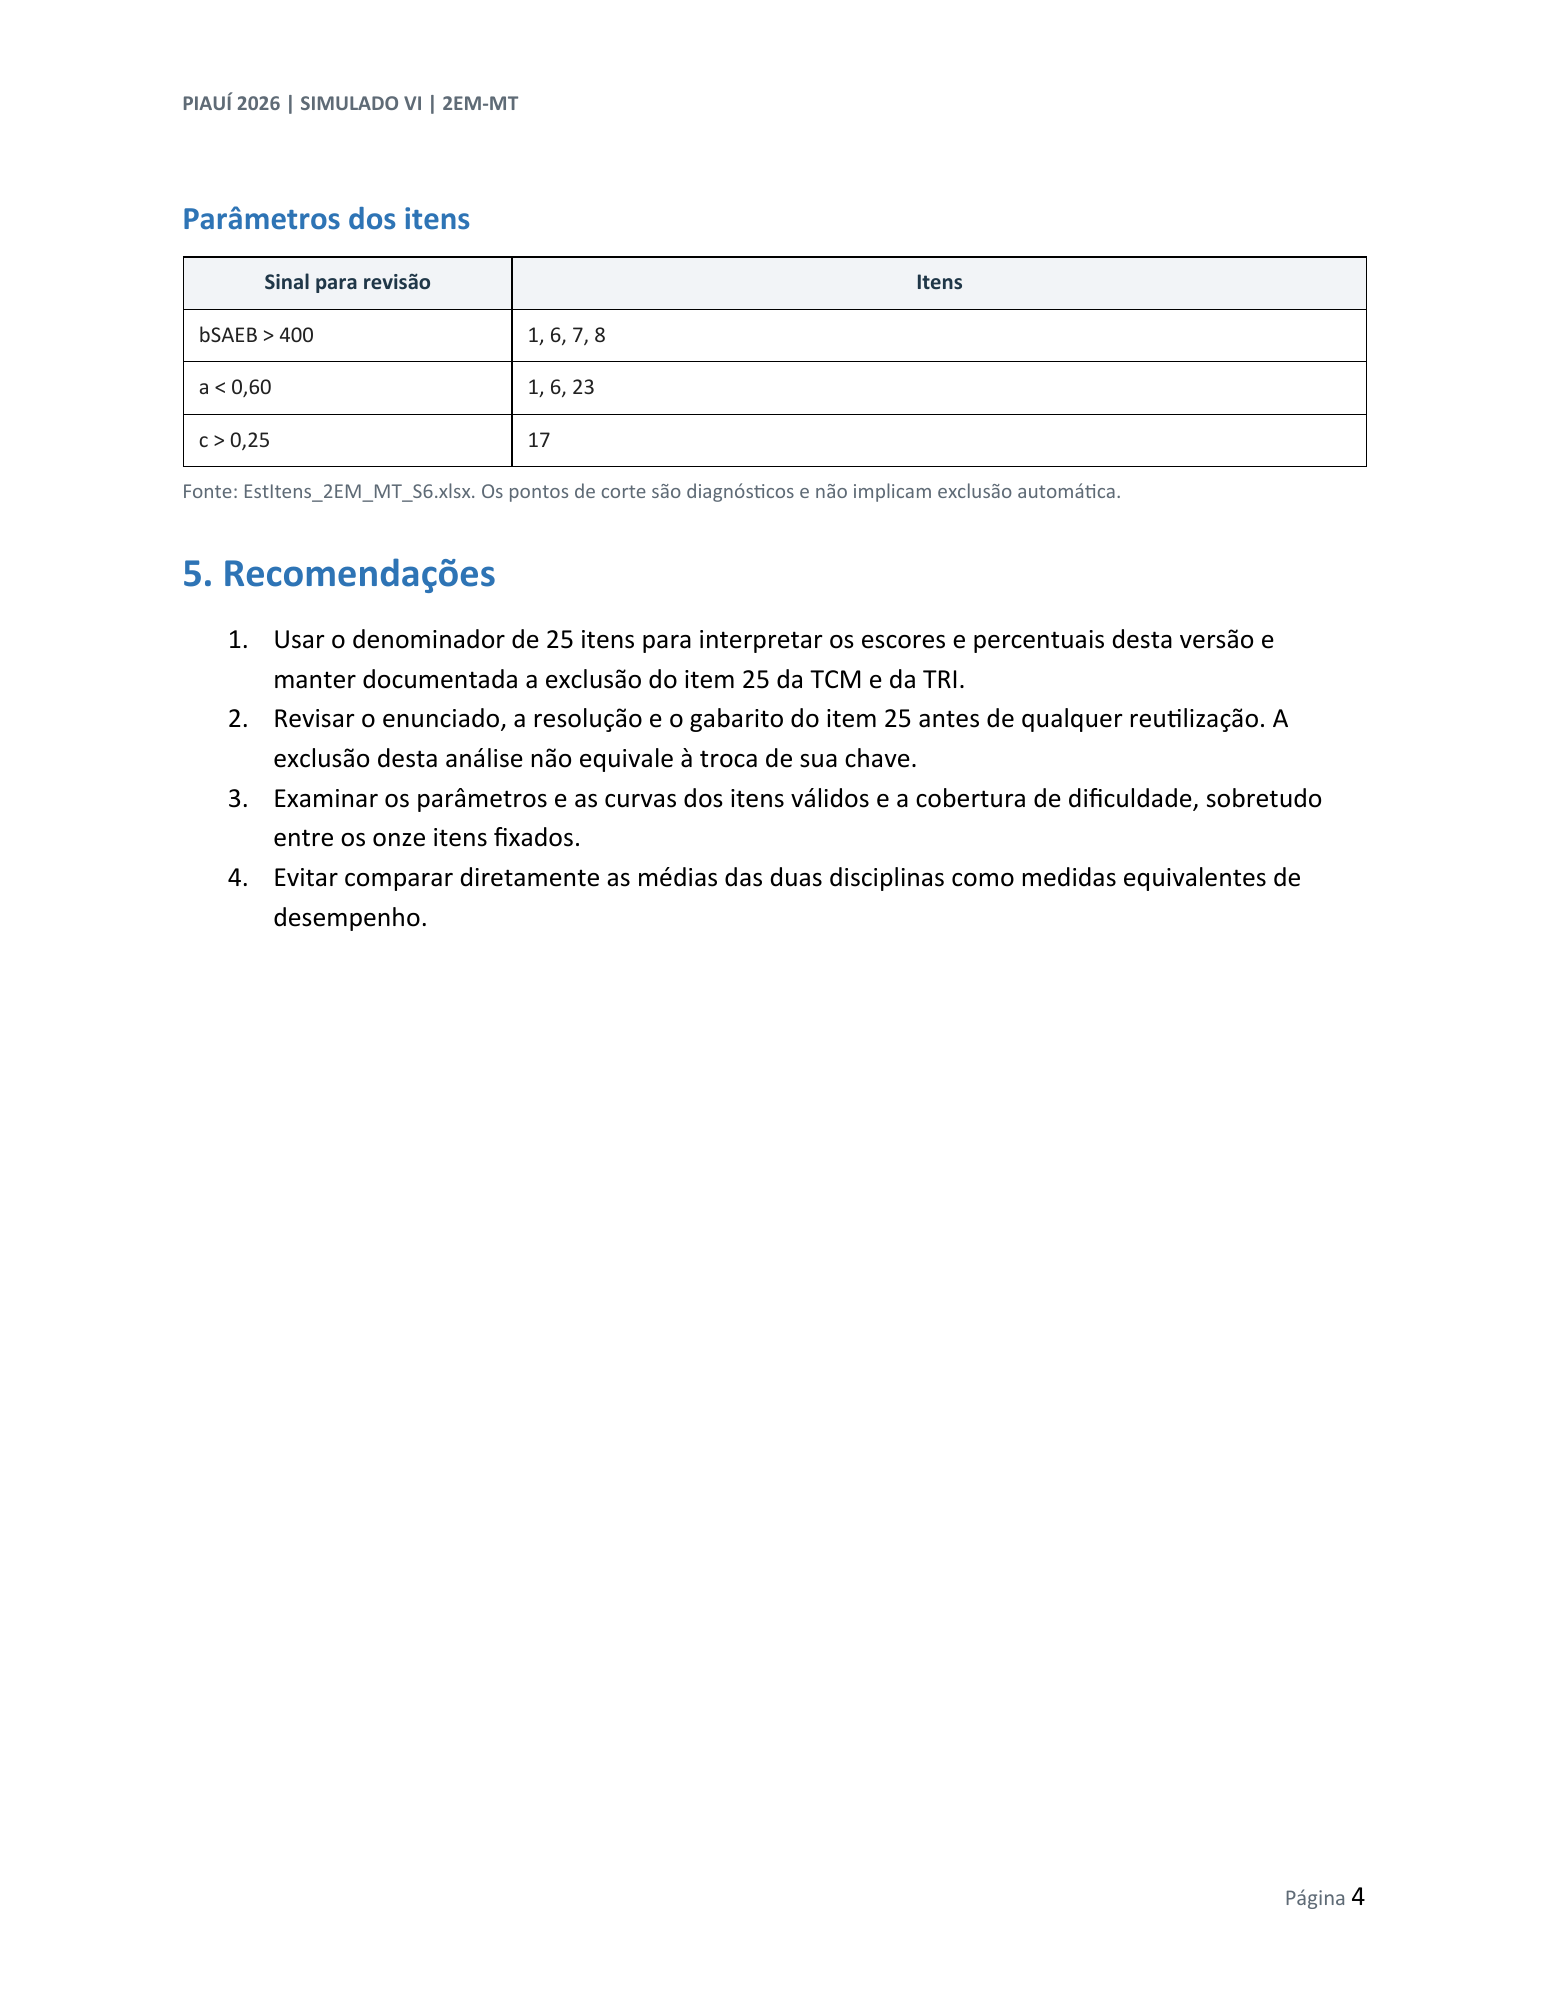 PIAUÍ 2026 | SIMULADO VI | 2EM-MT
Parâmetros dos itens
Sinal para revisão Itens
bSAEB > 400 1, 6, 7, 8
a < 0,60 1, 6, 23
c > 0,25 17
Fonte: EstItens_2EM_MT_S6.xlsx. Os pontos de corte são diagnósticos e não implicam exclusão automática.
5. Recomendações
1. Usar o denominador de 25 itens para interpretar os escores e percentuais desta versão e
manter documentada a exclusão do item 25 da TCM e da TRI.
2. Revisar o enunciado, a resolução e o gabarito do item 25 antes de qualquer reutilização. A
exclusão desta análise não equivale à troca de sua chave.
3. Examinar os parâmetros e as curvas dos itens válidos e a cobertura de dificuldade, sobretudo
entre os onze itens fixados.
4. Evitar comparar diretamente as médias das duas disciplinas como medidas equivalentes de
desempenho.
Página 4